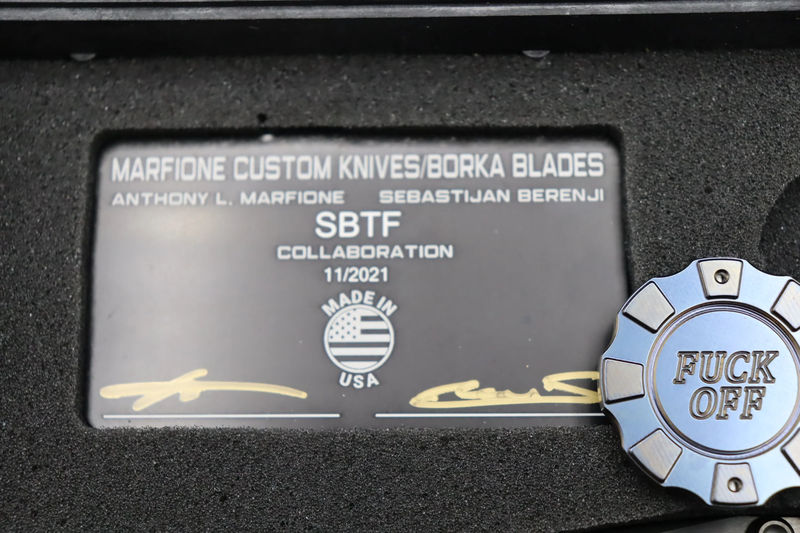 MARFIONE CUSTOM KNIVES/BORKA BLADES
ANTHONY L. MARFIONE SEBASTIJAN BERENJI
SBTF
COLLABORATION
11/2021
MADE IN
USA
FUCK
OFF